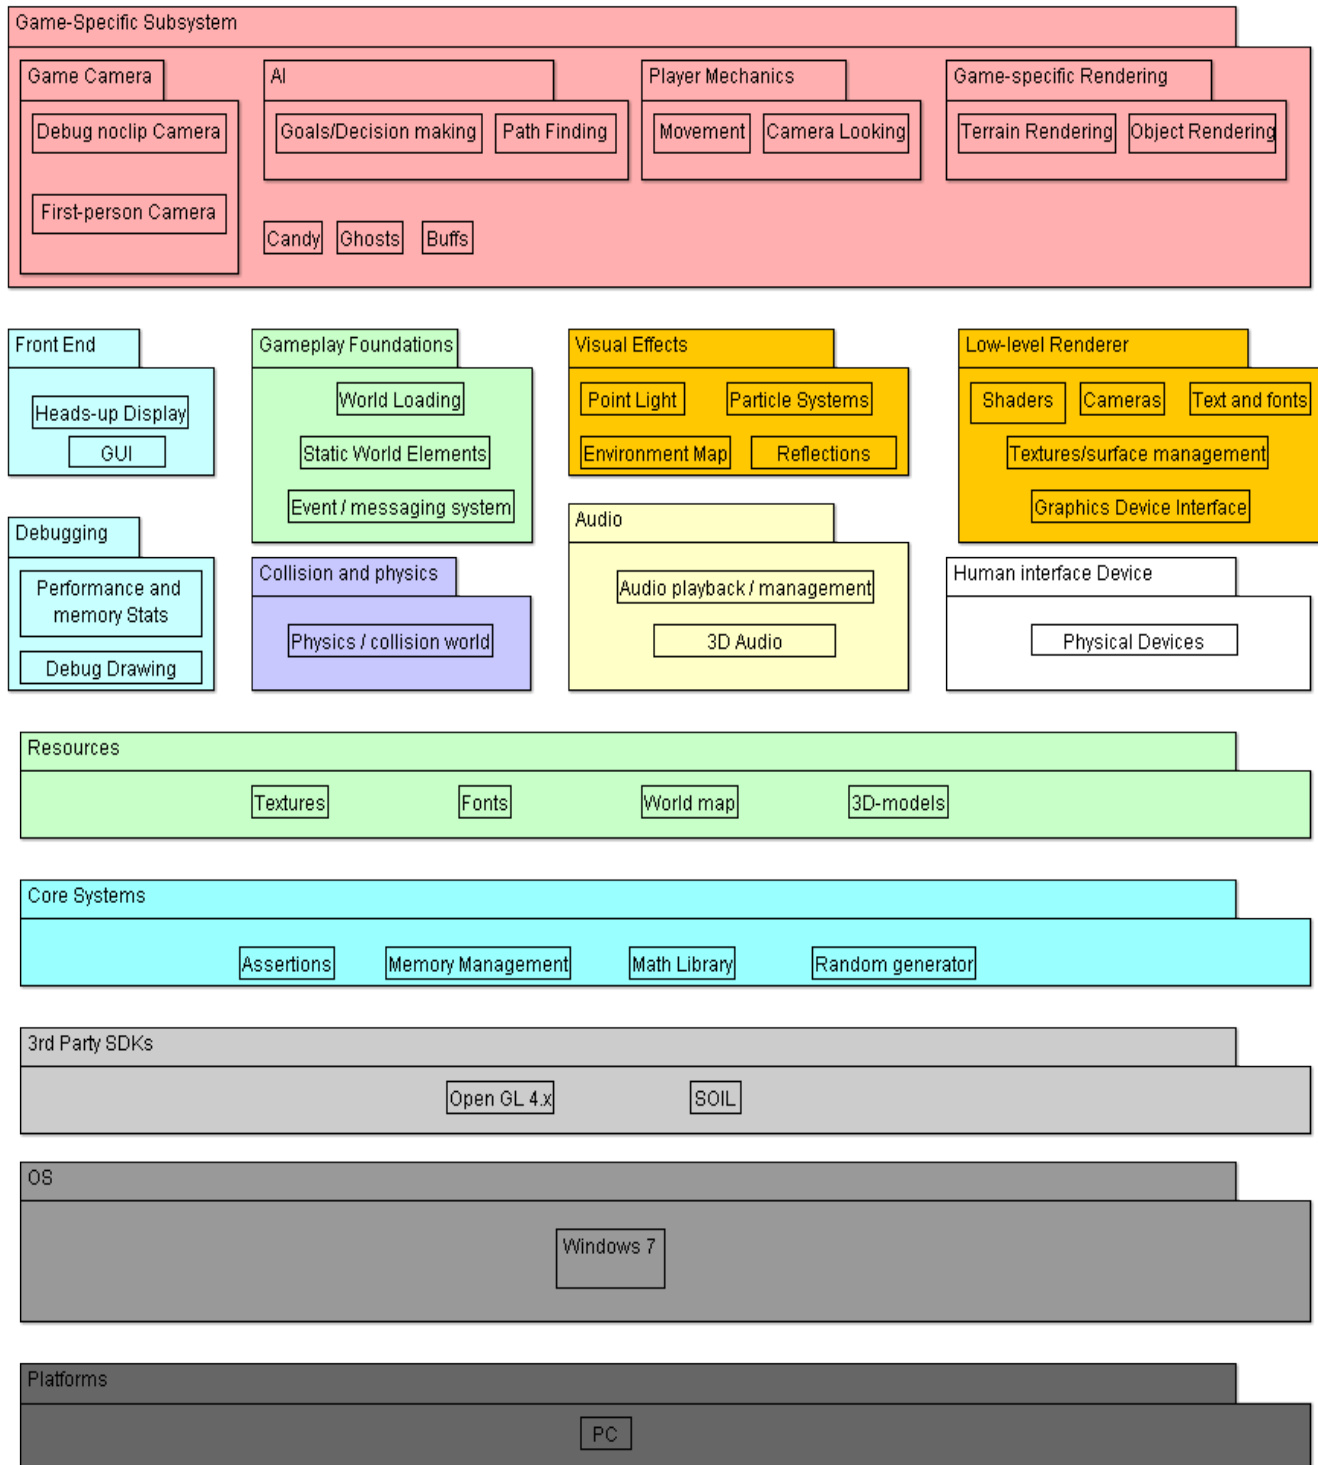 Game-Specific Subsystem
Game Camera
Debug noclip Camera
First-person Camera
AI
Goals/Decision making
Path Finding
Player Mechanics
Movement
Camera Looking
Game-specific Rendering
Terrain Rendering
Object Rendering
Candy
Ghosts
Buffs
Front End
Heads-up Display
GUI
Gameplay Foundations
World Loading
Static World Elements
Event / messaging system
Visual Effects
Point Light
Particle Systems
Environment Map
Reflections
Low-level Renderer
Shaders
Cameras
Text and fonts
Textures/surface management
Graphics Device Interface
Debugging
Performance and
memory Stats
Debug Drawing
Collision and physics
Physics / collision world
Audio
Audio playback / management
3D Audio
Human interface Device
Physical Devices
Resources
Textures
Fonts
World map
3D-models
Core Systems
Assertions
Memory Management
Math Library
Random generator
3rd Party SDKs
Open GL 4.x
SOIL
OS
Windows 7
Platforms
PC